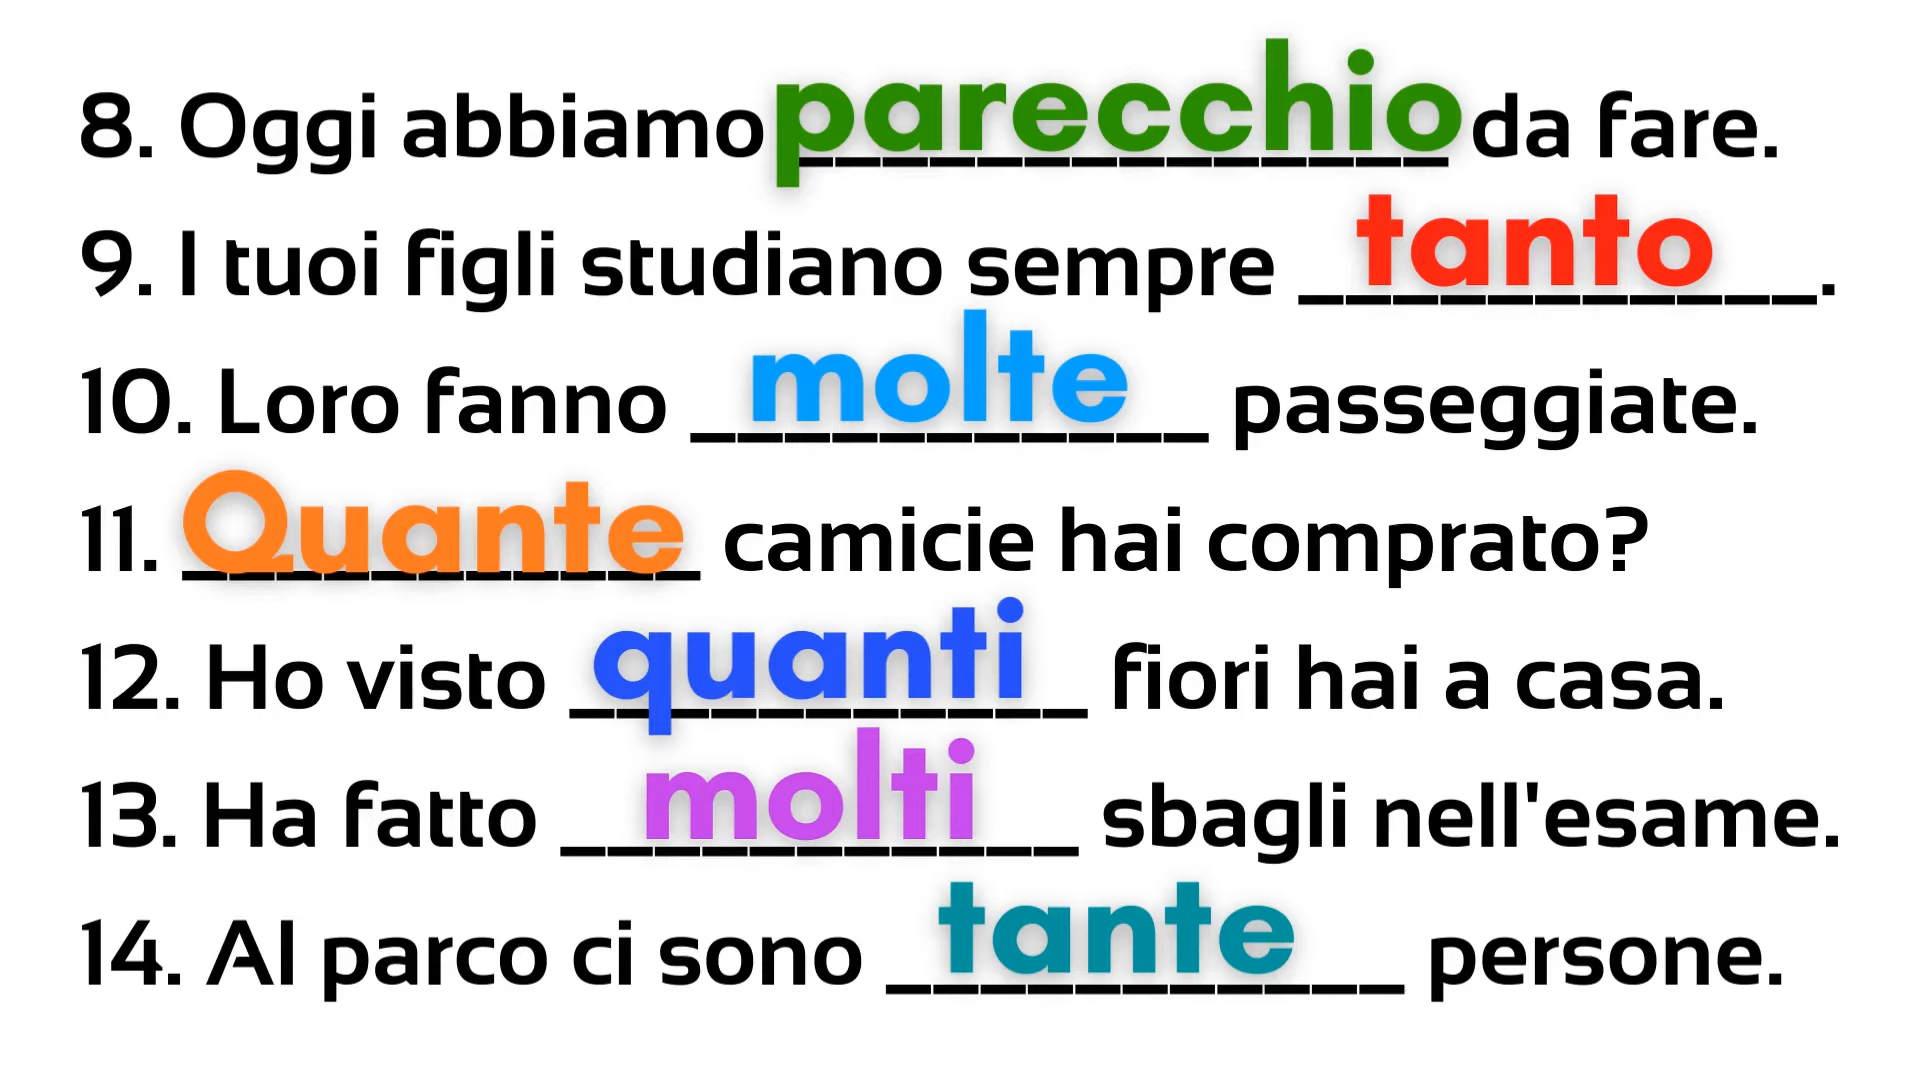 8. Oggi abbiamo parecchio da fare.
9. I tuoi figli studiano sempre tanto.
10. Loro fanno molte passeggiate.
11. Quante camicie hai comprato?
12. Ho visto quanti fiori hai a casa.
13. Ha fatto molti sbagli nell'esame.
14. Al parco ci sono tante persone.